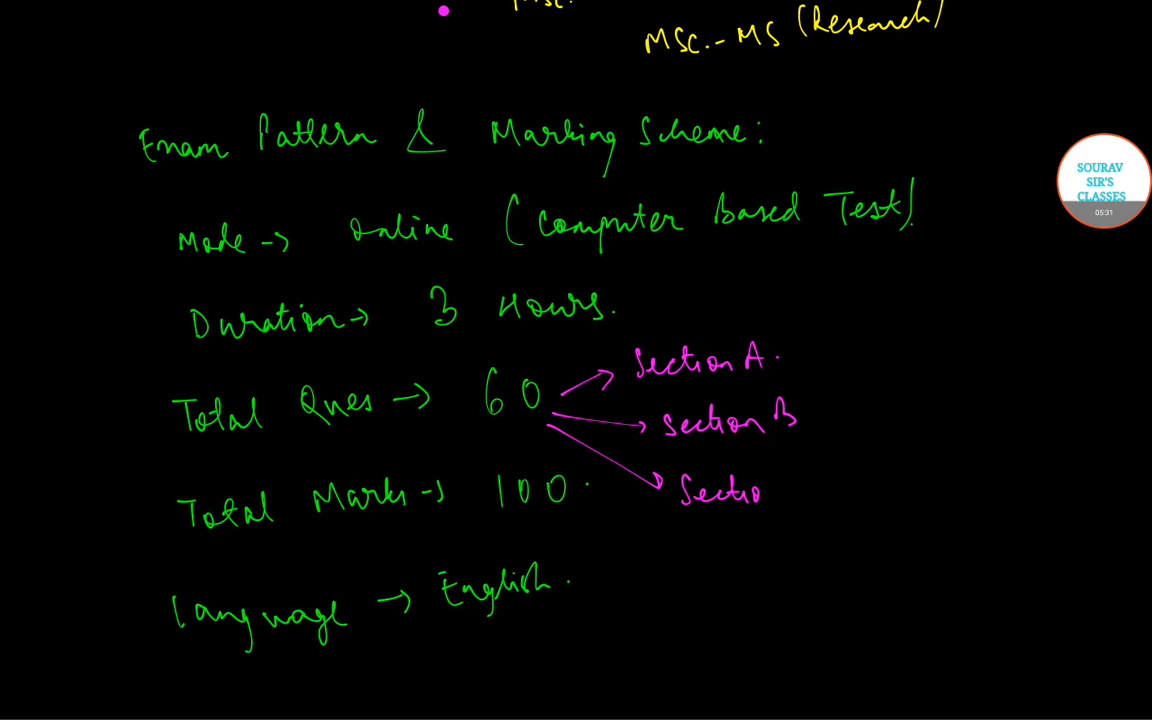 MSc.
MSc.- MS (Research)
Exam Pattern & Marking Scheme:
Mode → Online (Computer Based Test)
Duration → 3 Hours.
Total Ques → 60
Section A.
Section B
Sectio
Total Marks → 100.
Language → English.
SOURAV
SIR'S
CLASSES
05:31